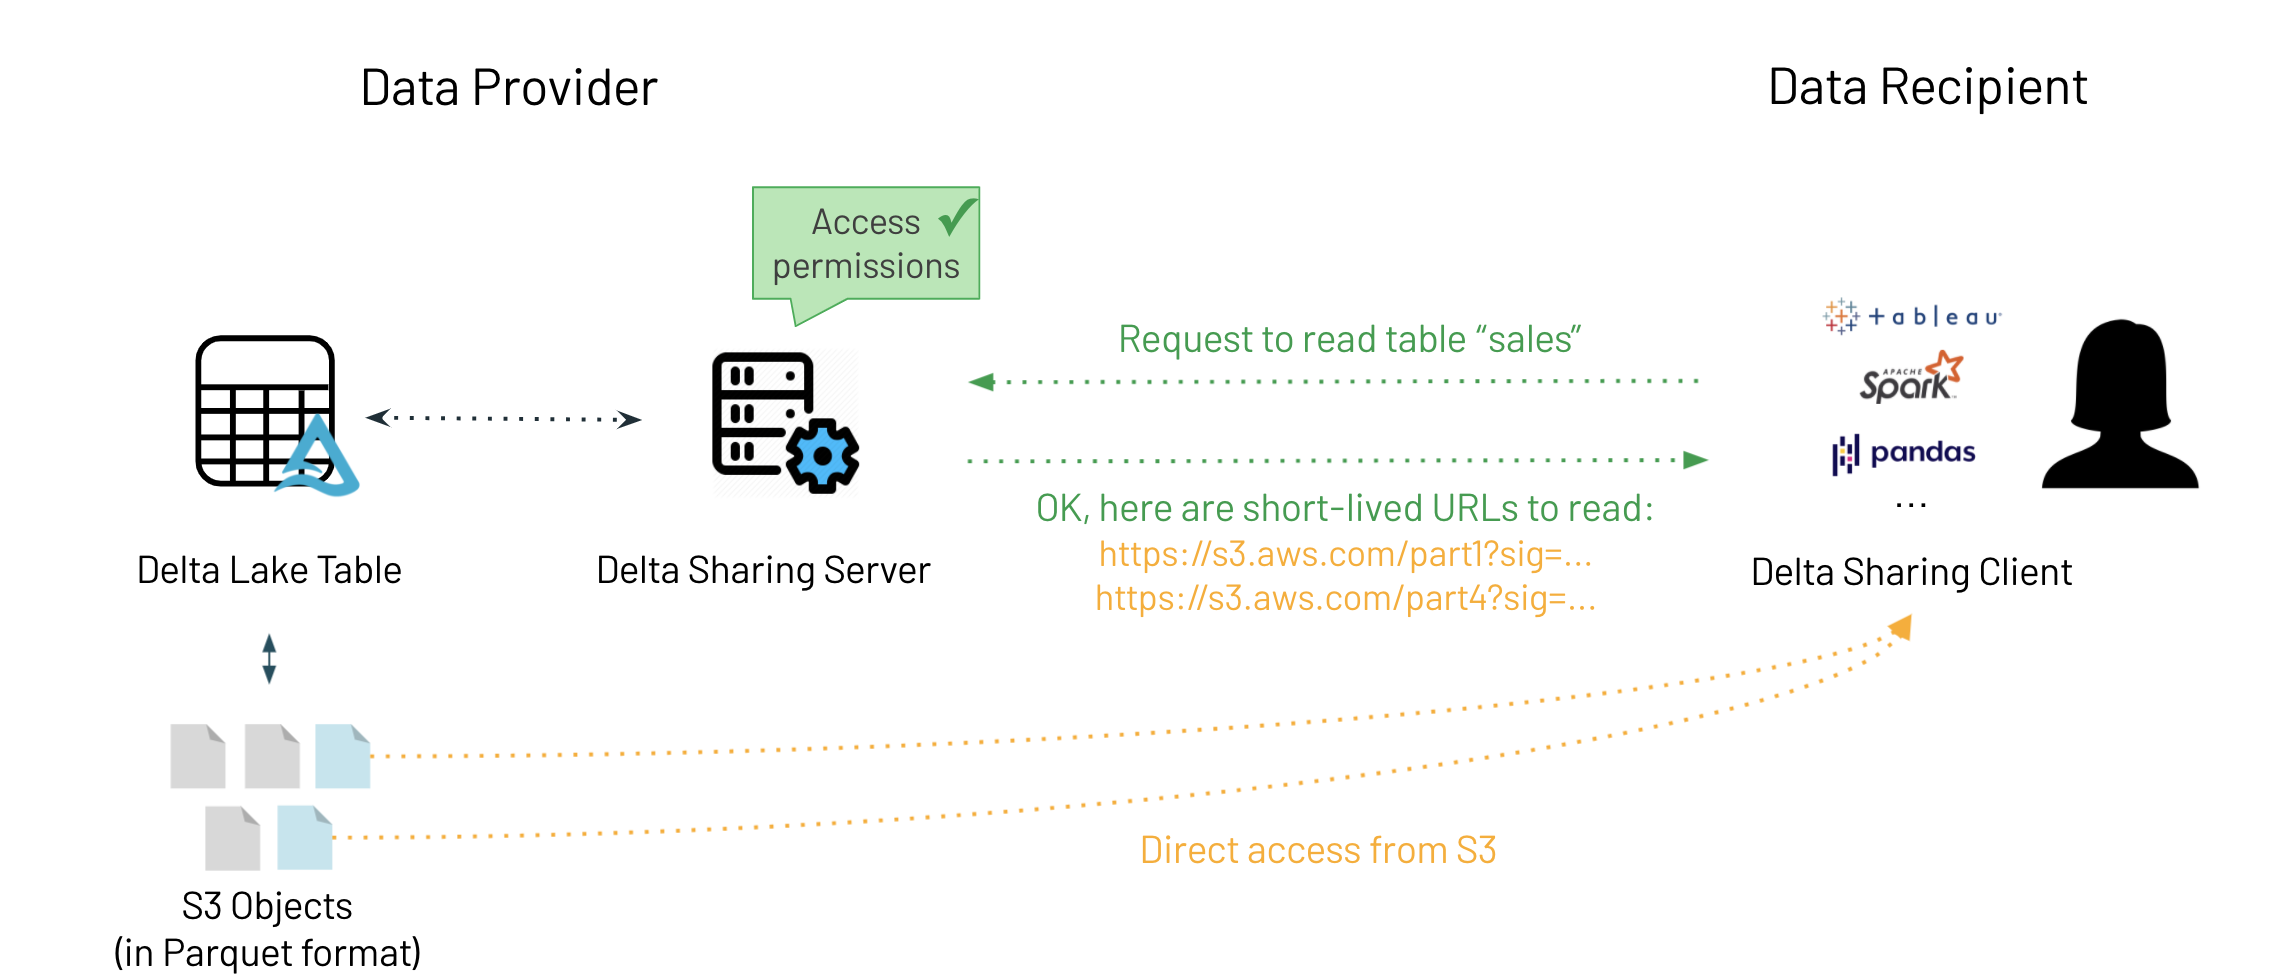 Data Provider
Data Recipient
Access
permissions
Request to read table “sales”
tableau
APACHE
Spark
pandas
...
OK, here are short-lived URLs to read:
https://s3.aws.com/part1?sig=...
https://s3.aws.com/part4?sig=...
Delta Lake Table
Delta Sharing Server
Delta Sharing Client
Direct access from S3
S3 Objects
(in Parquet format)